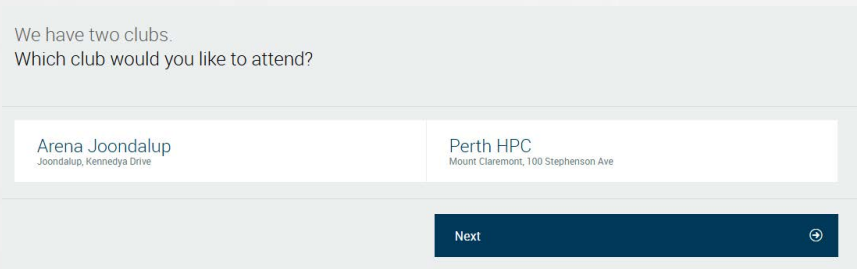 We have two clubs.
Which club would you like to attend?
Arena Joondalup
Joondalup, Kennedya Drive
Perth HPC
Mount Claremont, 100 Stephenson Ave
Next